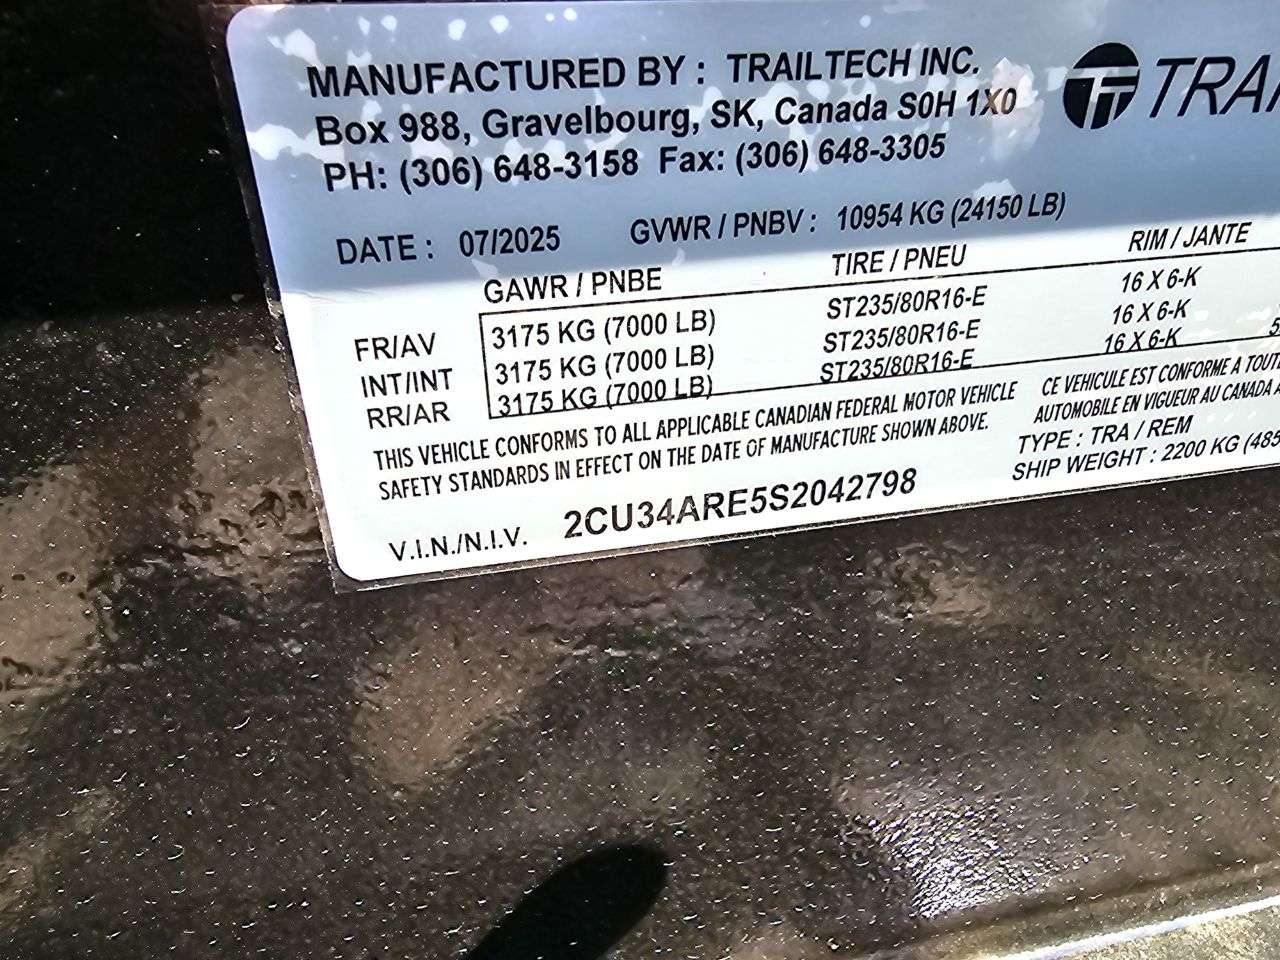 MANUFACTURED BY : TRAILTECH INC.
Box 988, Gravelbourg, SK, Canada S0H 1X0
PH: (306) 648-3158 Fax: (306) 648-3305
TRA
DATE : 07/2025 GVWR / PNBV : 10954 KG (24150 LB)
GAWR / PNBE TIRE / PNEU RIM / JANTE
FR/AV 3175 KG (7000 LB) ST235/80R16-E 16 X 6-K
INT/INT 3175 KG (7000 LB) ST235/80R16-E 16 X 6-K
RR/AR 3175 KG (7000 LB) ST235/80R16-E 16 X 6-K
THIS VEHICLE CONFORMS TO ALL APPLICABLE CANADIAN FEDERAL MOTOR VEHICLE
SAFETY STANDARDS IN EFFECT ON THE DATE OF MANUFACTURE SHOWN ABOVE.
CE VEHICULE EST CONFORME A TOUTE
AUTOMOBILE EN VIGUEUR AU CANADA A
TYPE : TRA / REM
SHIP WEIGHT : 2200 KG (485
V.I.N./N.I.V. 2CU34ARE5S2042798